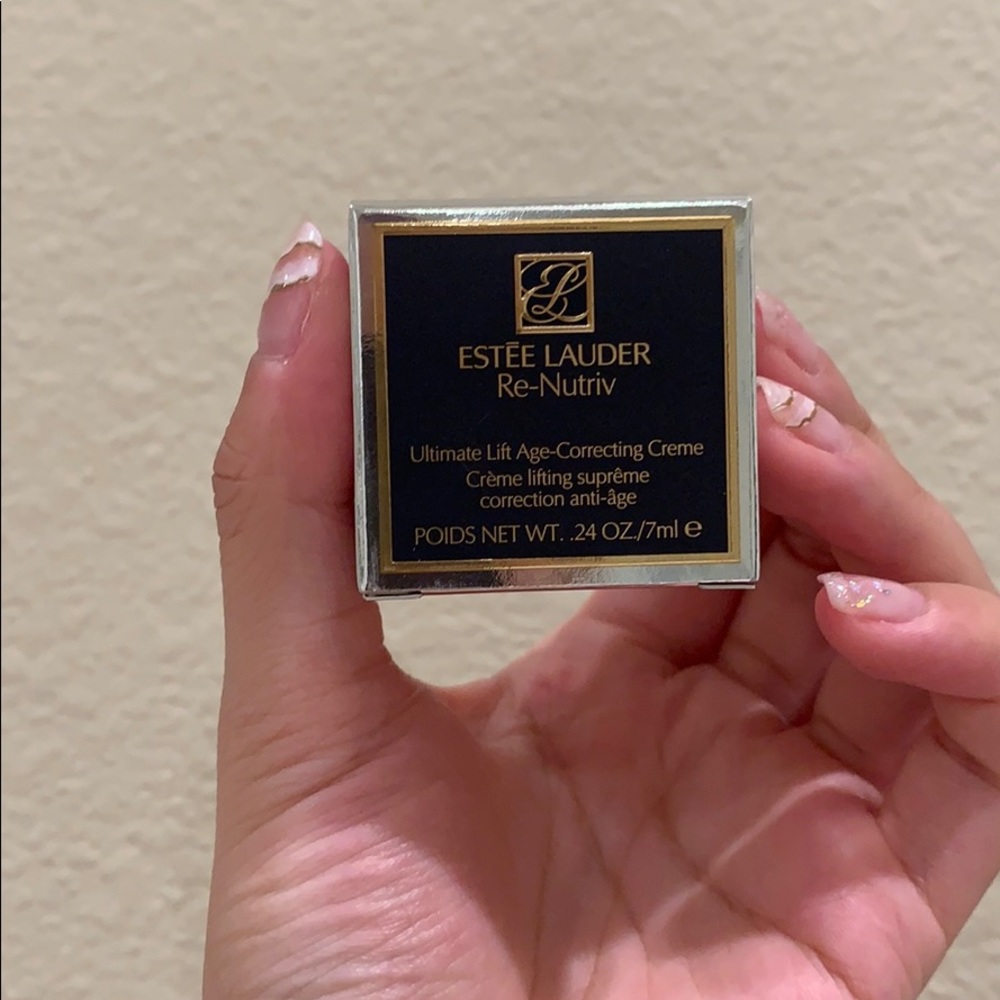 EL
ESTĒE LAUDER
Re-Nutriv
Ultimate Lift Age-Correcting Creme
Crème lifting suprême
correction anti-âge
POIDS NET WT. .24 OZ./7ml ℮